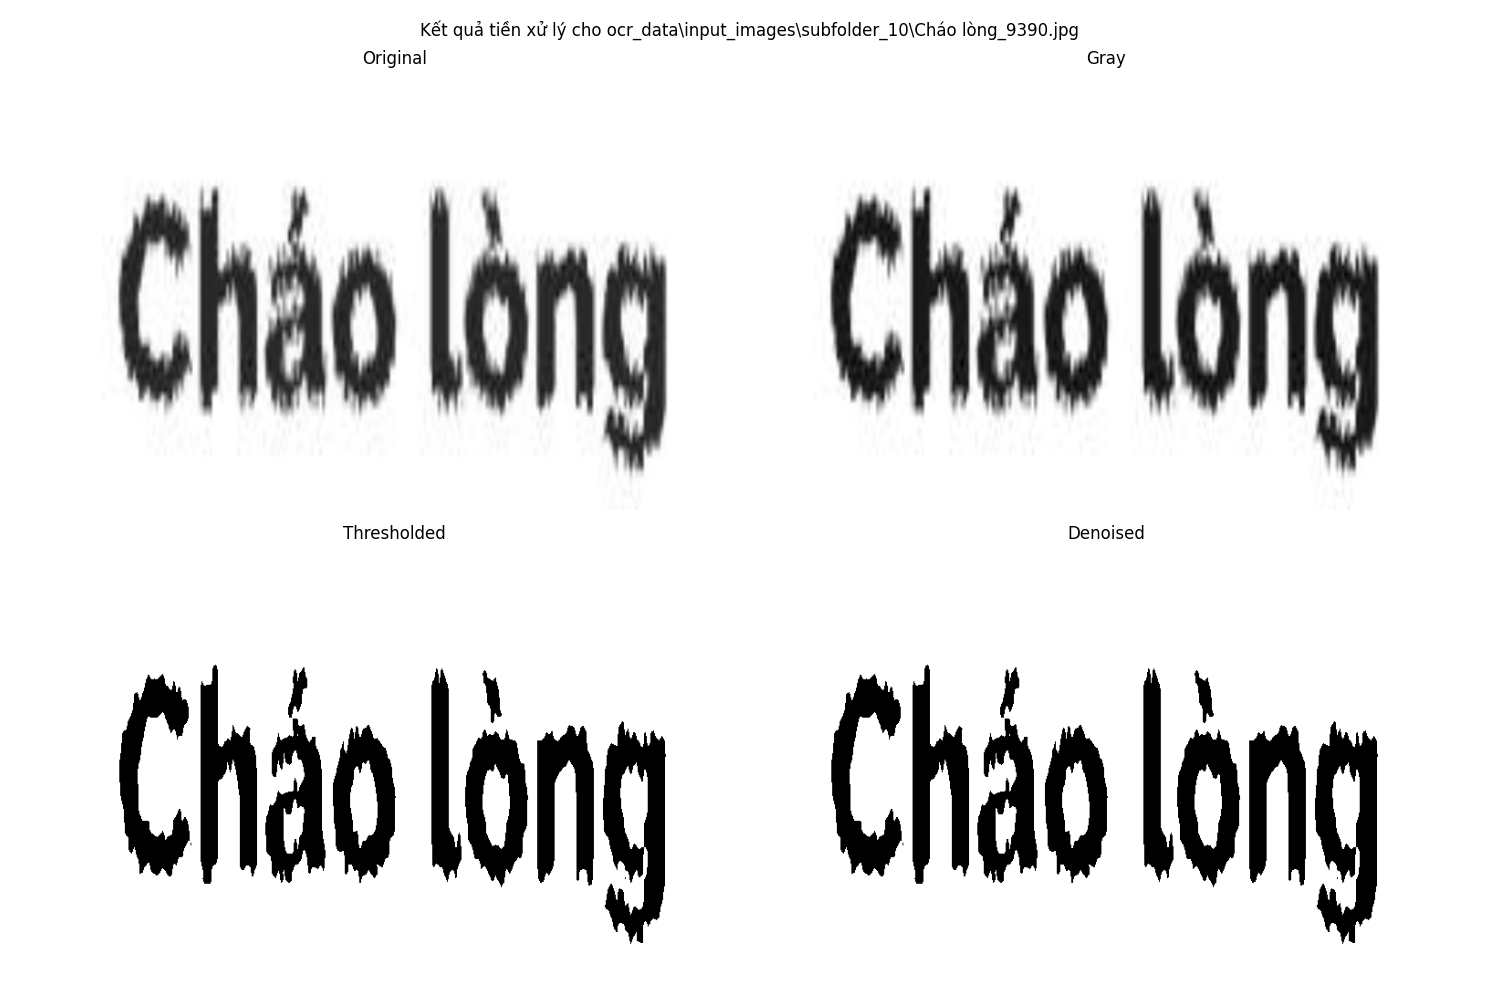 Kết quả tiền xử lý cho ocr_data\input_images\subfolder_10\Cháo lòng_9390.jpg
Original
Gray
Cháo lòng
Cháo lòng
Thresholded
Denoised
Cháo lòng
Cháo lòng